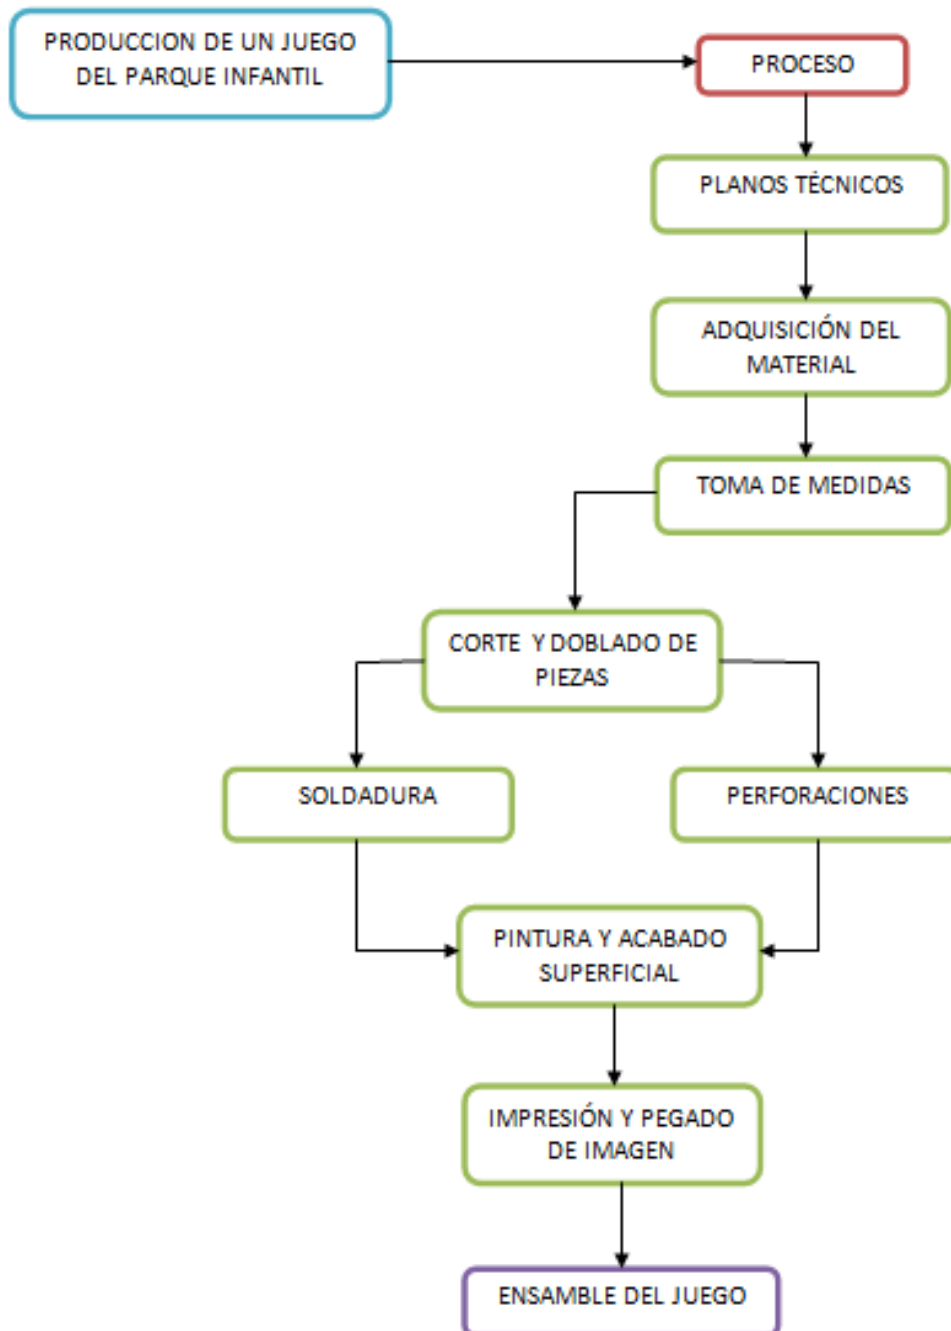 PRODUCCION DE UN JUEGO
DEL PARQUE INFANTIL
PROCESO
PLANOS TÉCNICOS
ADQUISICIÓN DEL
MATERIAL
TOMA DE MEDIDAS
CORTE Y DOBLADO DE
PIEZAS
SOLDADURA
PERFORACIONES
PINTURA Y ACABADO
SUPERFICIAL
IMPRESIÓN Y PEGADO
DE IMAGEN
ENSAMBLE DEL JUEGO